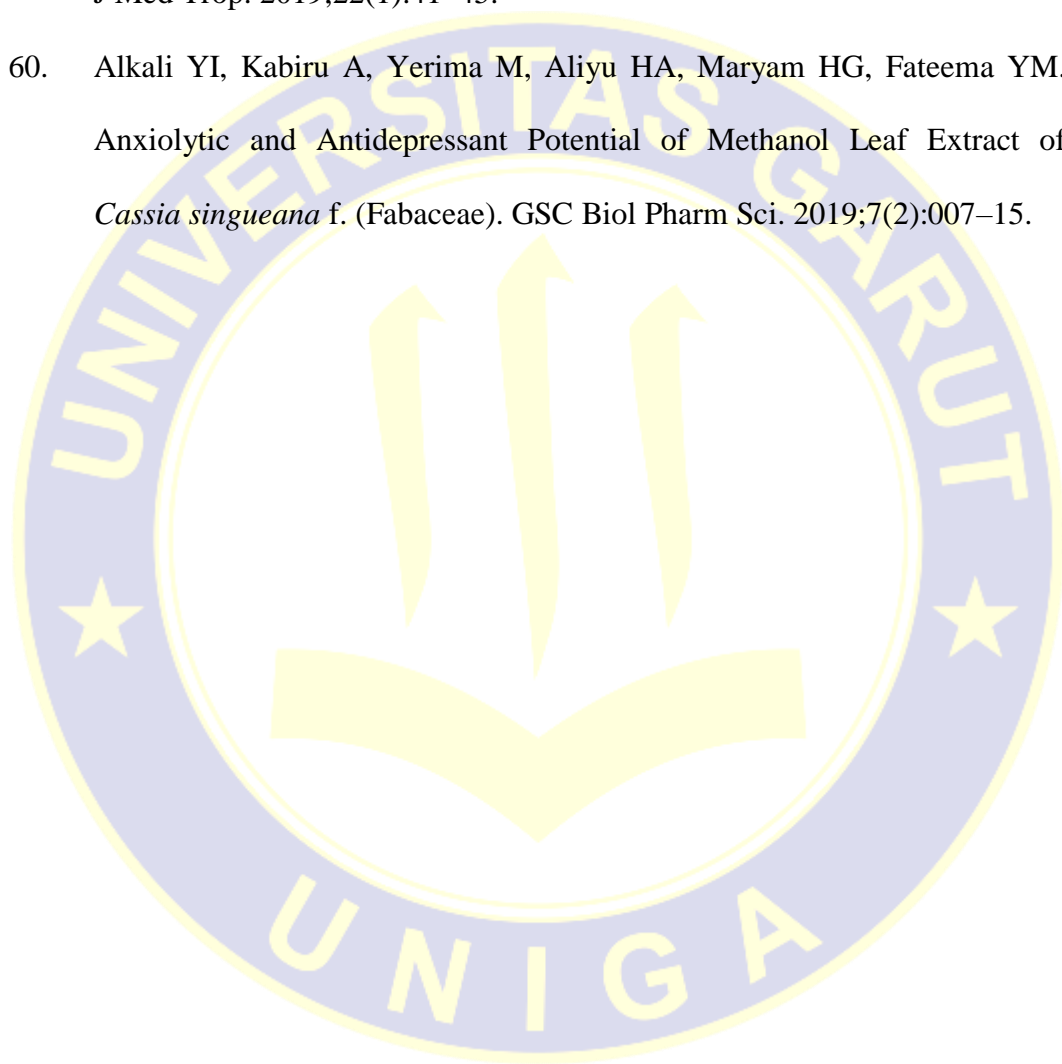 J Med Trop. 2019;22(1):41–45.
60. Alkali YI, Kabiru A, Yerima M, Aliyu HA, Maryam HG, Fateema YM.
Anxiolytic and Antidepressant Potential of Methanol Leaf Extract of
Cassia singueana f. (Fabaceae). GSC Biol Pharm Sci. 2019;7(2):007–15.
UNIVERSITAS GARUT
UNIGA